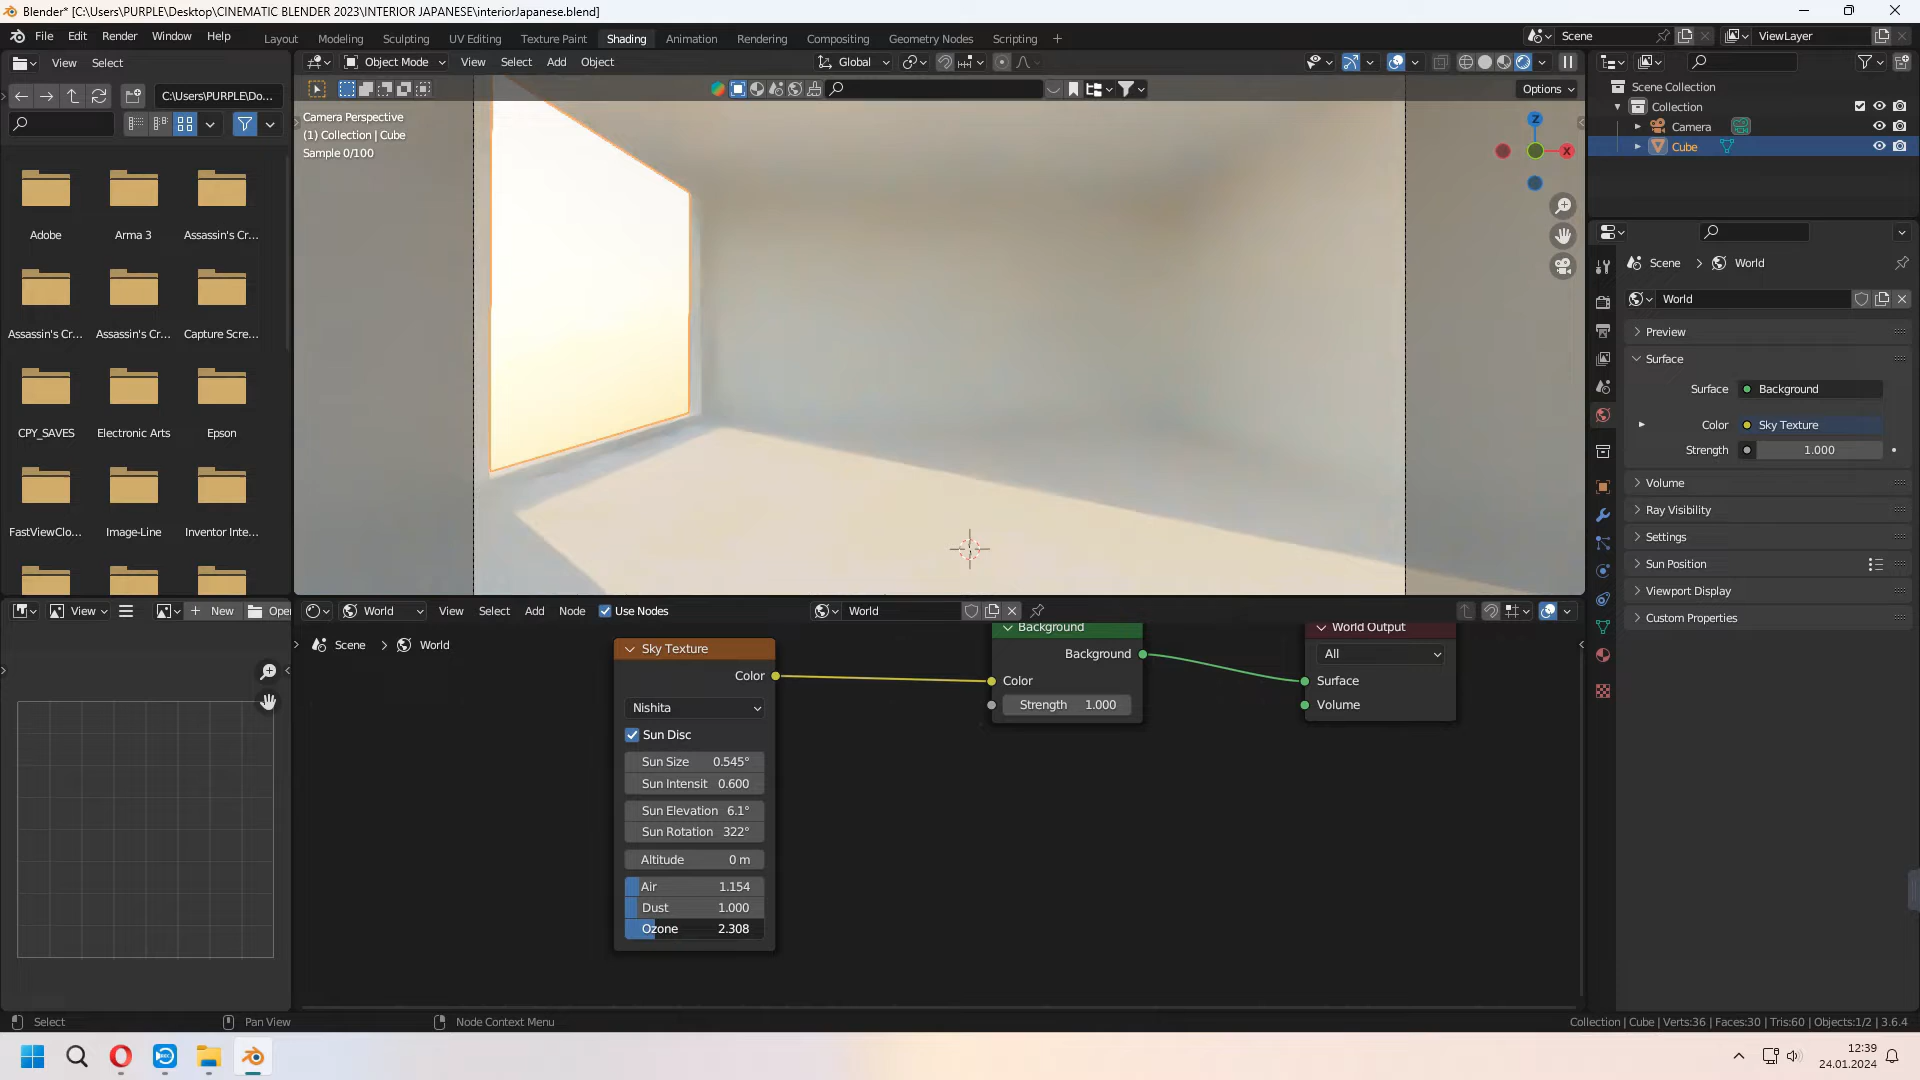 Blender* [C:\Users\PURPLE\Desktop\CINEMATIC BLENDER 2023\INTERIOR JAPANESE\interiorJapanese.blend]
File Edit Render Window Help Layout Modeling Sculpting UV Editing Texture Paint Shading Animation Rendering Compositing Geometry Nodes Scripting + Scene ViewLayer
View Select Object Mode View Select Add Object Global
C:\Users\PURPLE\Do... Options
Scene Collection
Collection
Camera
Cube
Camera Perspective
(1) Collection | Cube
Sample 0/100
Z
X
Adobe Arma 3 Assassin's Cr...
Assassin's Cr... Assassin's Cr... Capture Scre...
CPY_SAVES Electronic Arts Epson
FastViewClo... Image-Line Inventor Inte...
Scene > World
World
Preview
Surface
Surface Background
Color Sky Texture
Strength 1.000
Volume
Ray Visibility
Settings
Sun Position
Viewport Display
Custom Properties
View New Open
World View Select Add Node Use Nodes World
Scene > World
Sky Texture
Color
Nishita
Sun Disc
Sun Size 0.545°
Sun Intensit 0.600
Sun Elevation 6.1°
Sun Rotation 322°
Altitude 0 m
Air 1.154
Dust 1.000
Ozone 2.308
Background
Background
Color
Strength 1.000
World Output
All
Surface
Volume
Select Pan View Node Context Menu Collection | Cube | Verts:36 | Faces:30 | Tris:60 | Objects:1/2 | 3.6.4
REC
12:39
24.01.2024